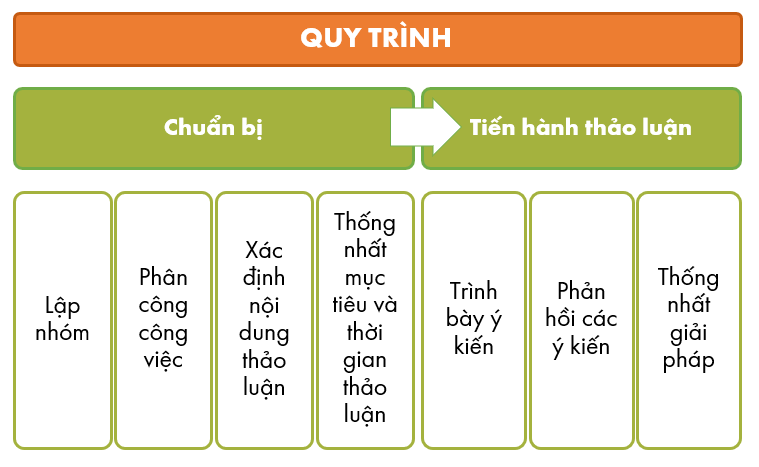 QUY TRÌNH
Chuẩn bị
Tiến hành thảo luận
Lập
nhóm
Phân
công
công
việc
Xác
định
nội
dung
thảo
luận
Thống
nhất
mục
tiêu và
thời
gian
thảo
luận
Trình
bày ý
kiến
Phản
hồi các
ý kiến
Thống
nhất
giải
pháp